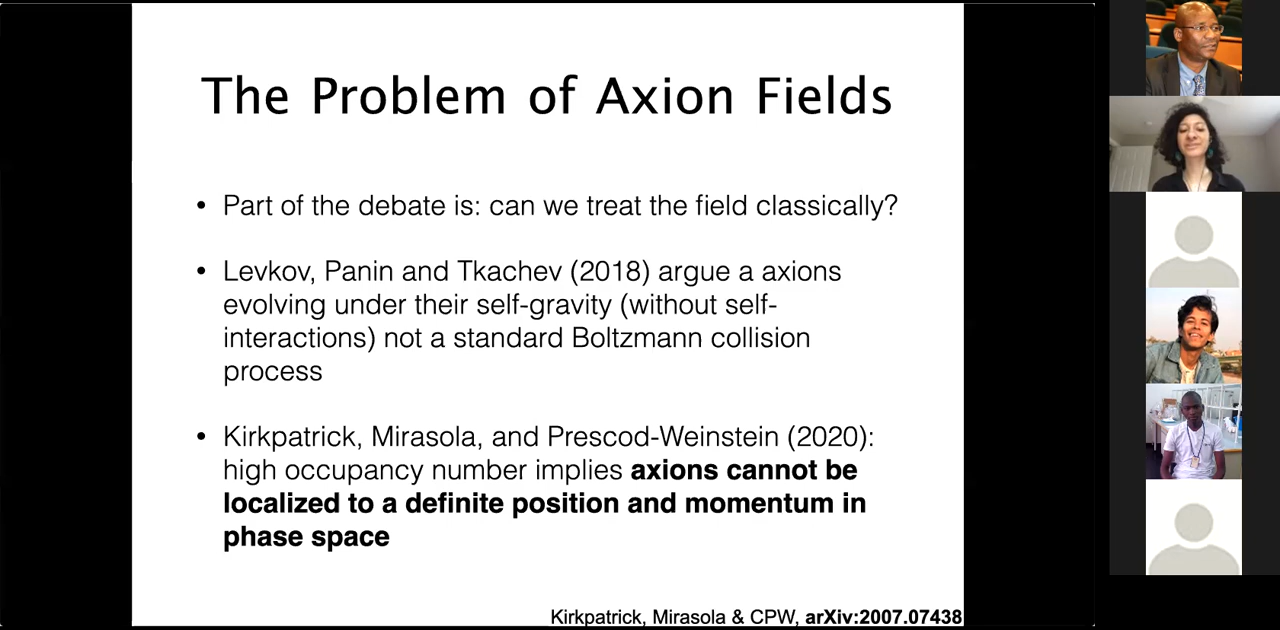 The Problem of Axion Fields
• Part of the debate is: can we treat the field classically?
• Levkov, Panin and Tkachev (2018) argue a axions
evolving under their self-gravity (without self-
interactions) not a standard Boltzmann collision
process
• Kirkpatrick, Mirasola, and Prescod-Weinstein (2020):
high occupancy number implies axions cannot be
localized to a definite position and momentum in
phase space
Kirkpatrick, Mirasola & CPW, arXiv:2007.07438